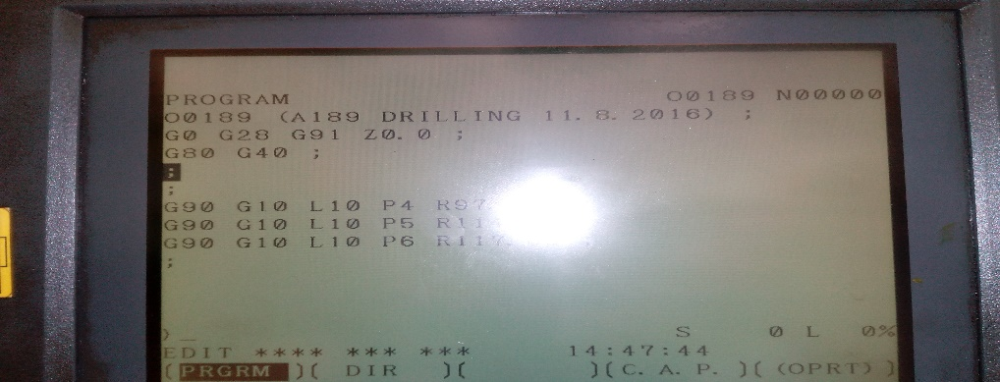 PROGRAM O0189 N00000
O0189 (A189 DRILLING 11.8.2016) ;
G0 G28 G91 Z0.0 ;
G80 G40 ;
;
;
G90 G10 L10 P4
G90 G10 L10 P5
G90 G10 L10 P6
;
)_
S 0 L 0%
EDIT **** *** *** 14:47:44
(PRGRM )( DIR )( )(C.A.P. )( (OPRT) )